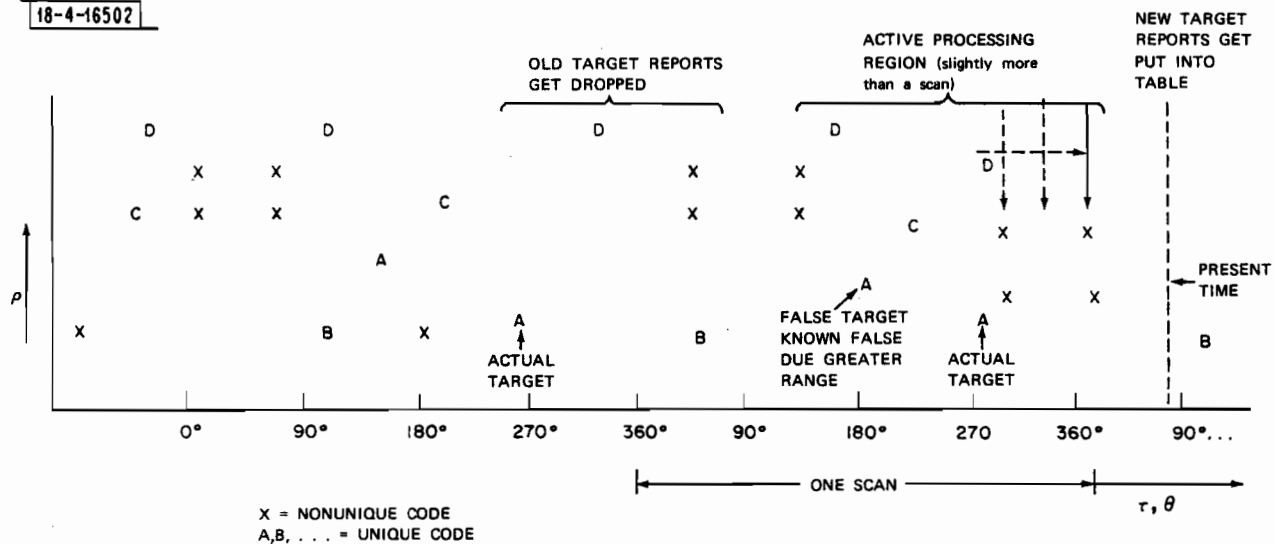 18-4-16502
OLD TARGET REPORTS
GET DROPPED
ACTIVE PROCESSING
REGION (slightly more
than a scan)
NEW TARGET
REPORTS GET
PUT INTO
TABLE
D D D D
X X X X D
C X X C X X C X X
A A
ρ
PRESENT
TIME
X B X A B A X X B
FALSE TARGET
KNOWN FALSE
DUE GREATER
RANGE
ACTUAL
TARGET
ACTUAL
TARGET
0° 90° 180° 270° 360° 90° 180° 270 360° 90°...
ONE SCAN
τ, θ
X = NONUNIQUE CODE
A,B, . . . = UNIQUE CODE